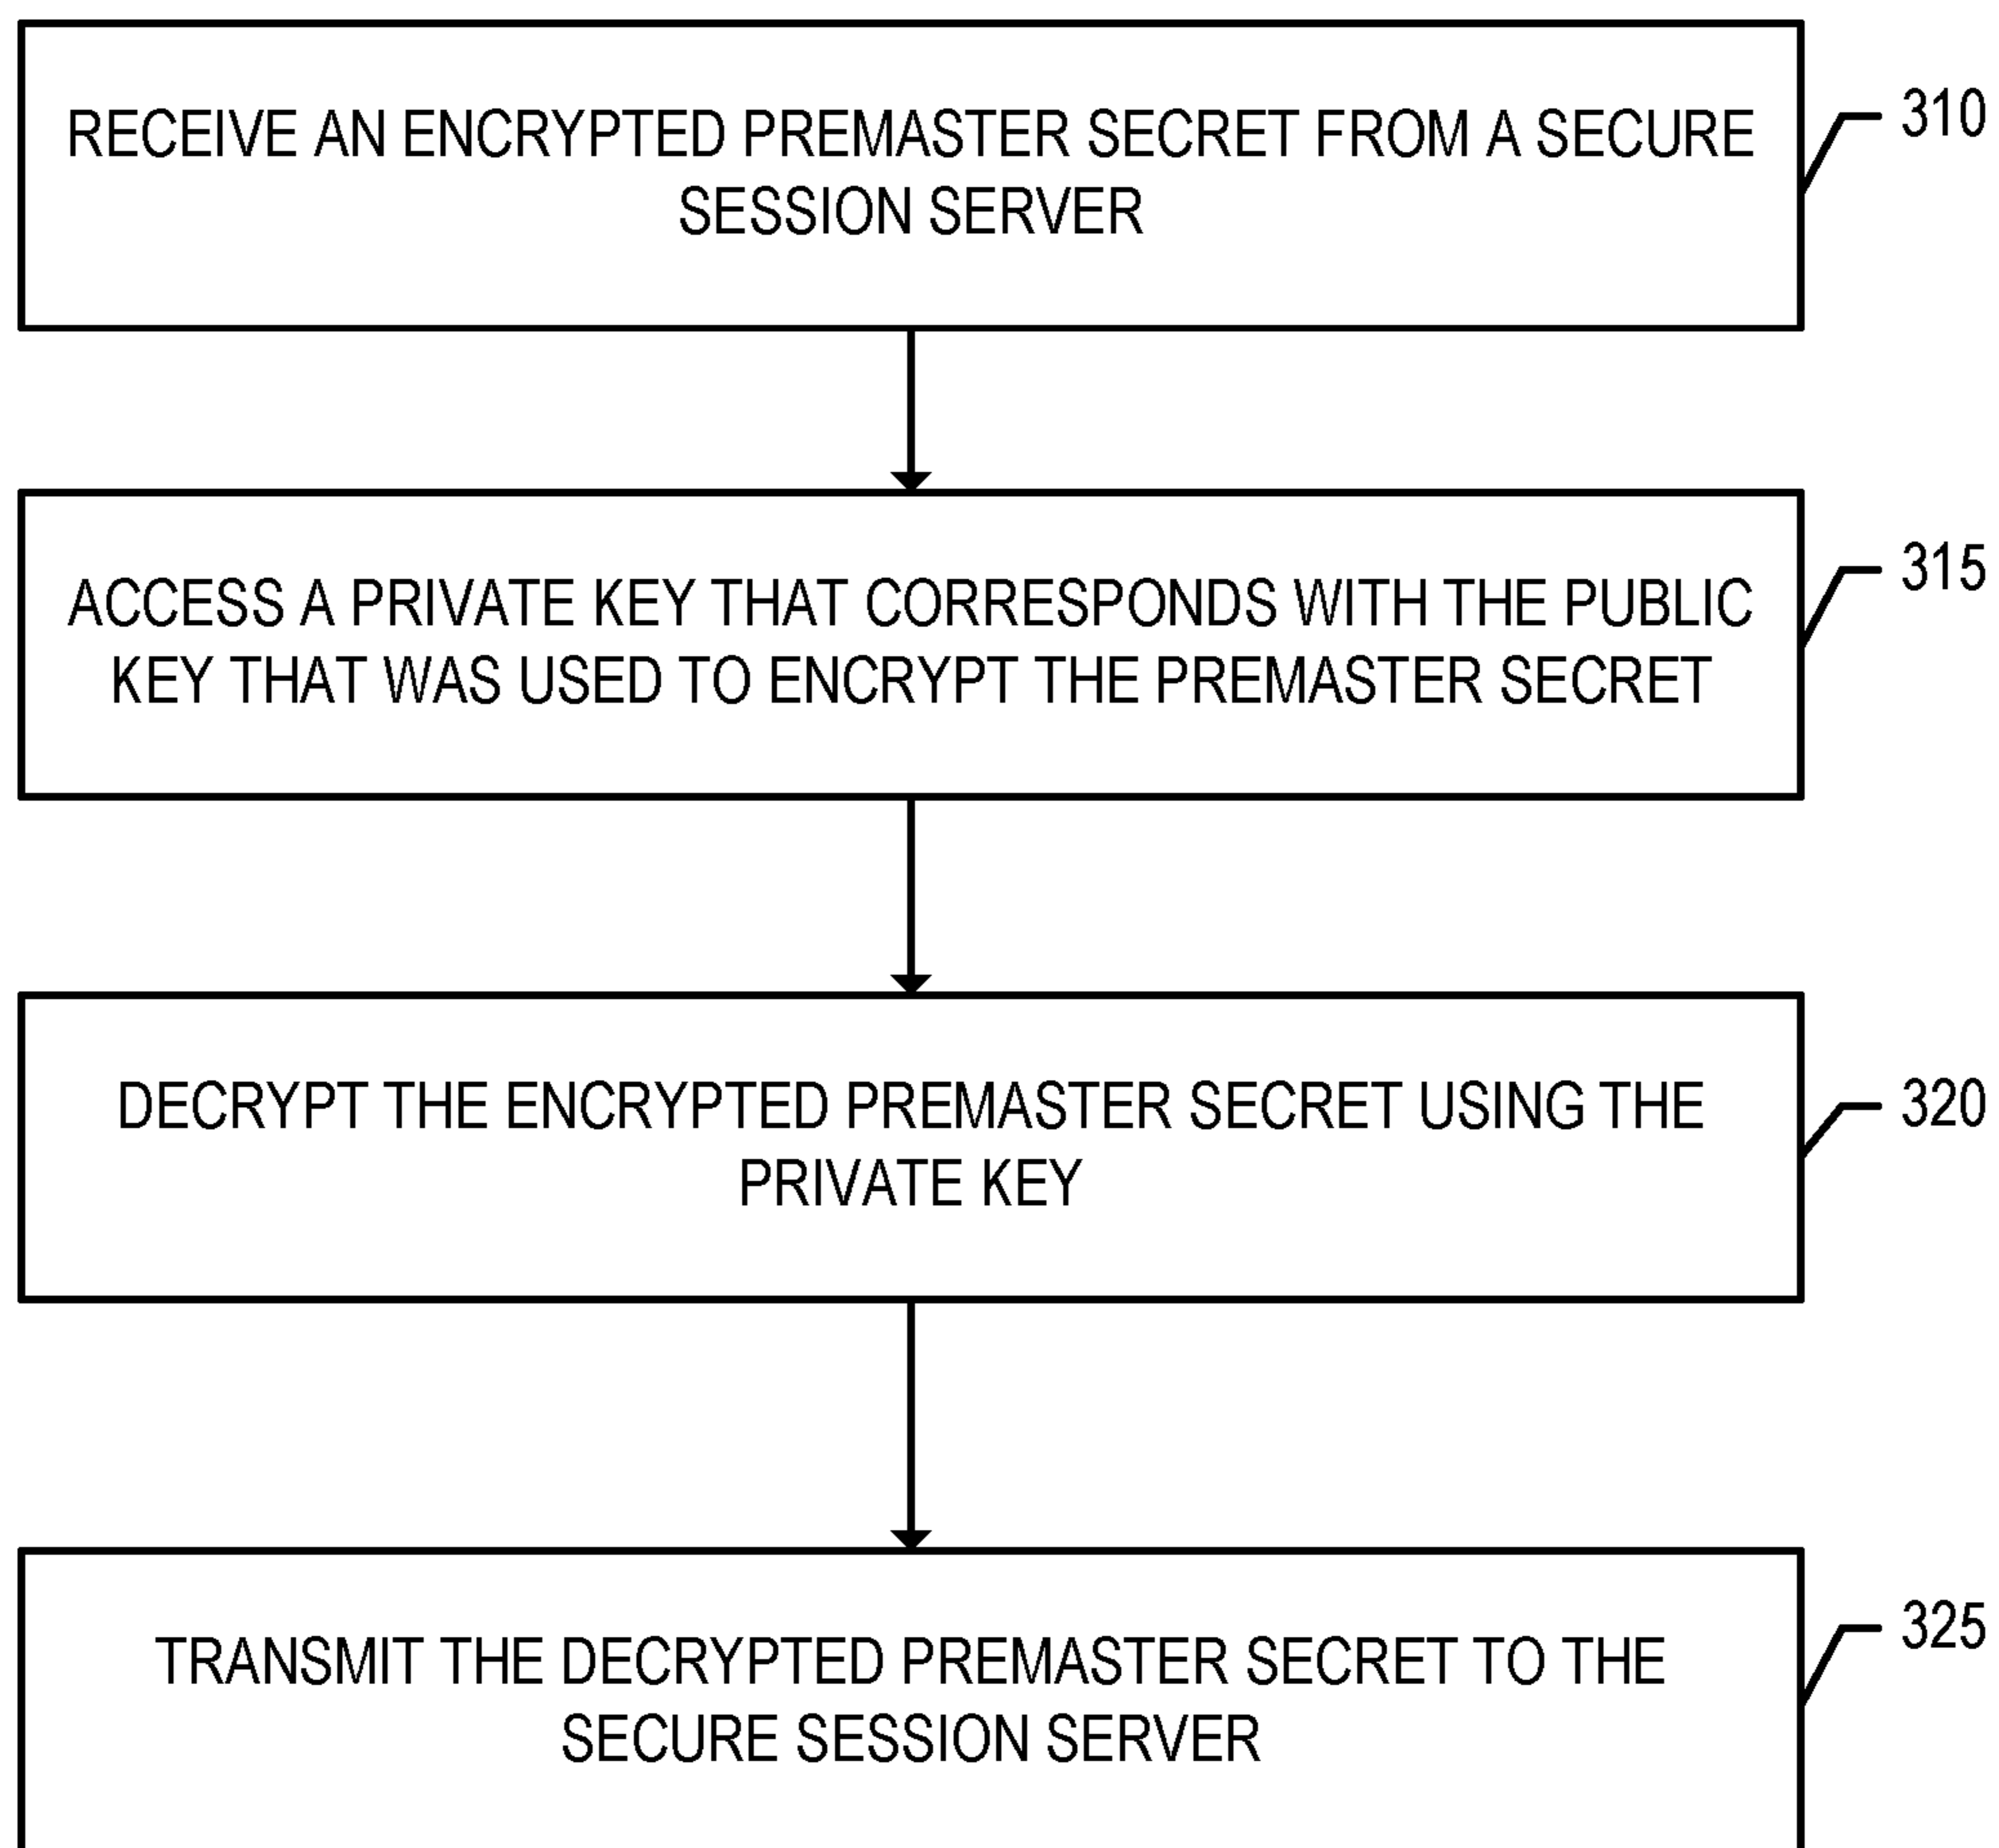 RECEIVE AN ENCRYPTED PREMASTER SECRET FROM A SECURE
SESSION SERVER
310
ACCESS A PRIVATE KEY THAT CORRESPONDS WITH THE PUBLIC
KEY THAT WAS USED TO ENCRYPT THE PREMASTER SECRET
315
DECRYPT THE ENCRYPTED PREMASTER SECRET USING THE
PRIVATE KEY
320
TRANSMIT THE DECRYPTED PREMASTER SECRET TO THE
SECURE SESSION SERVER
325